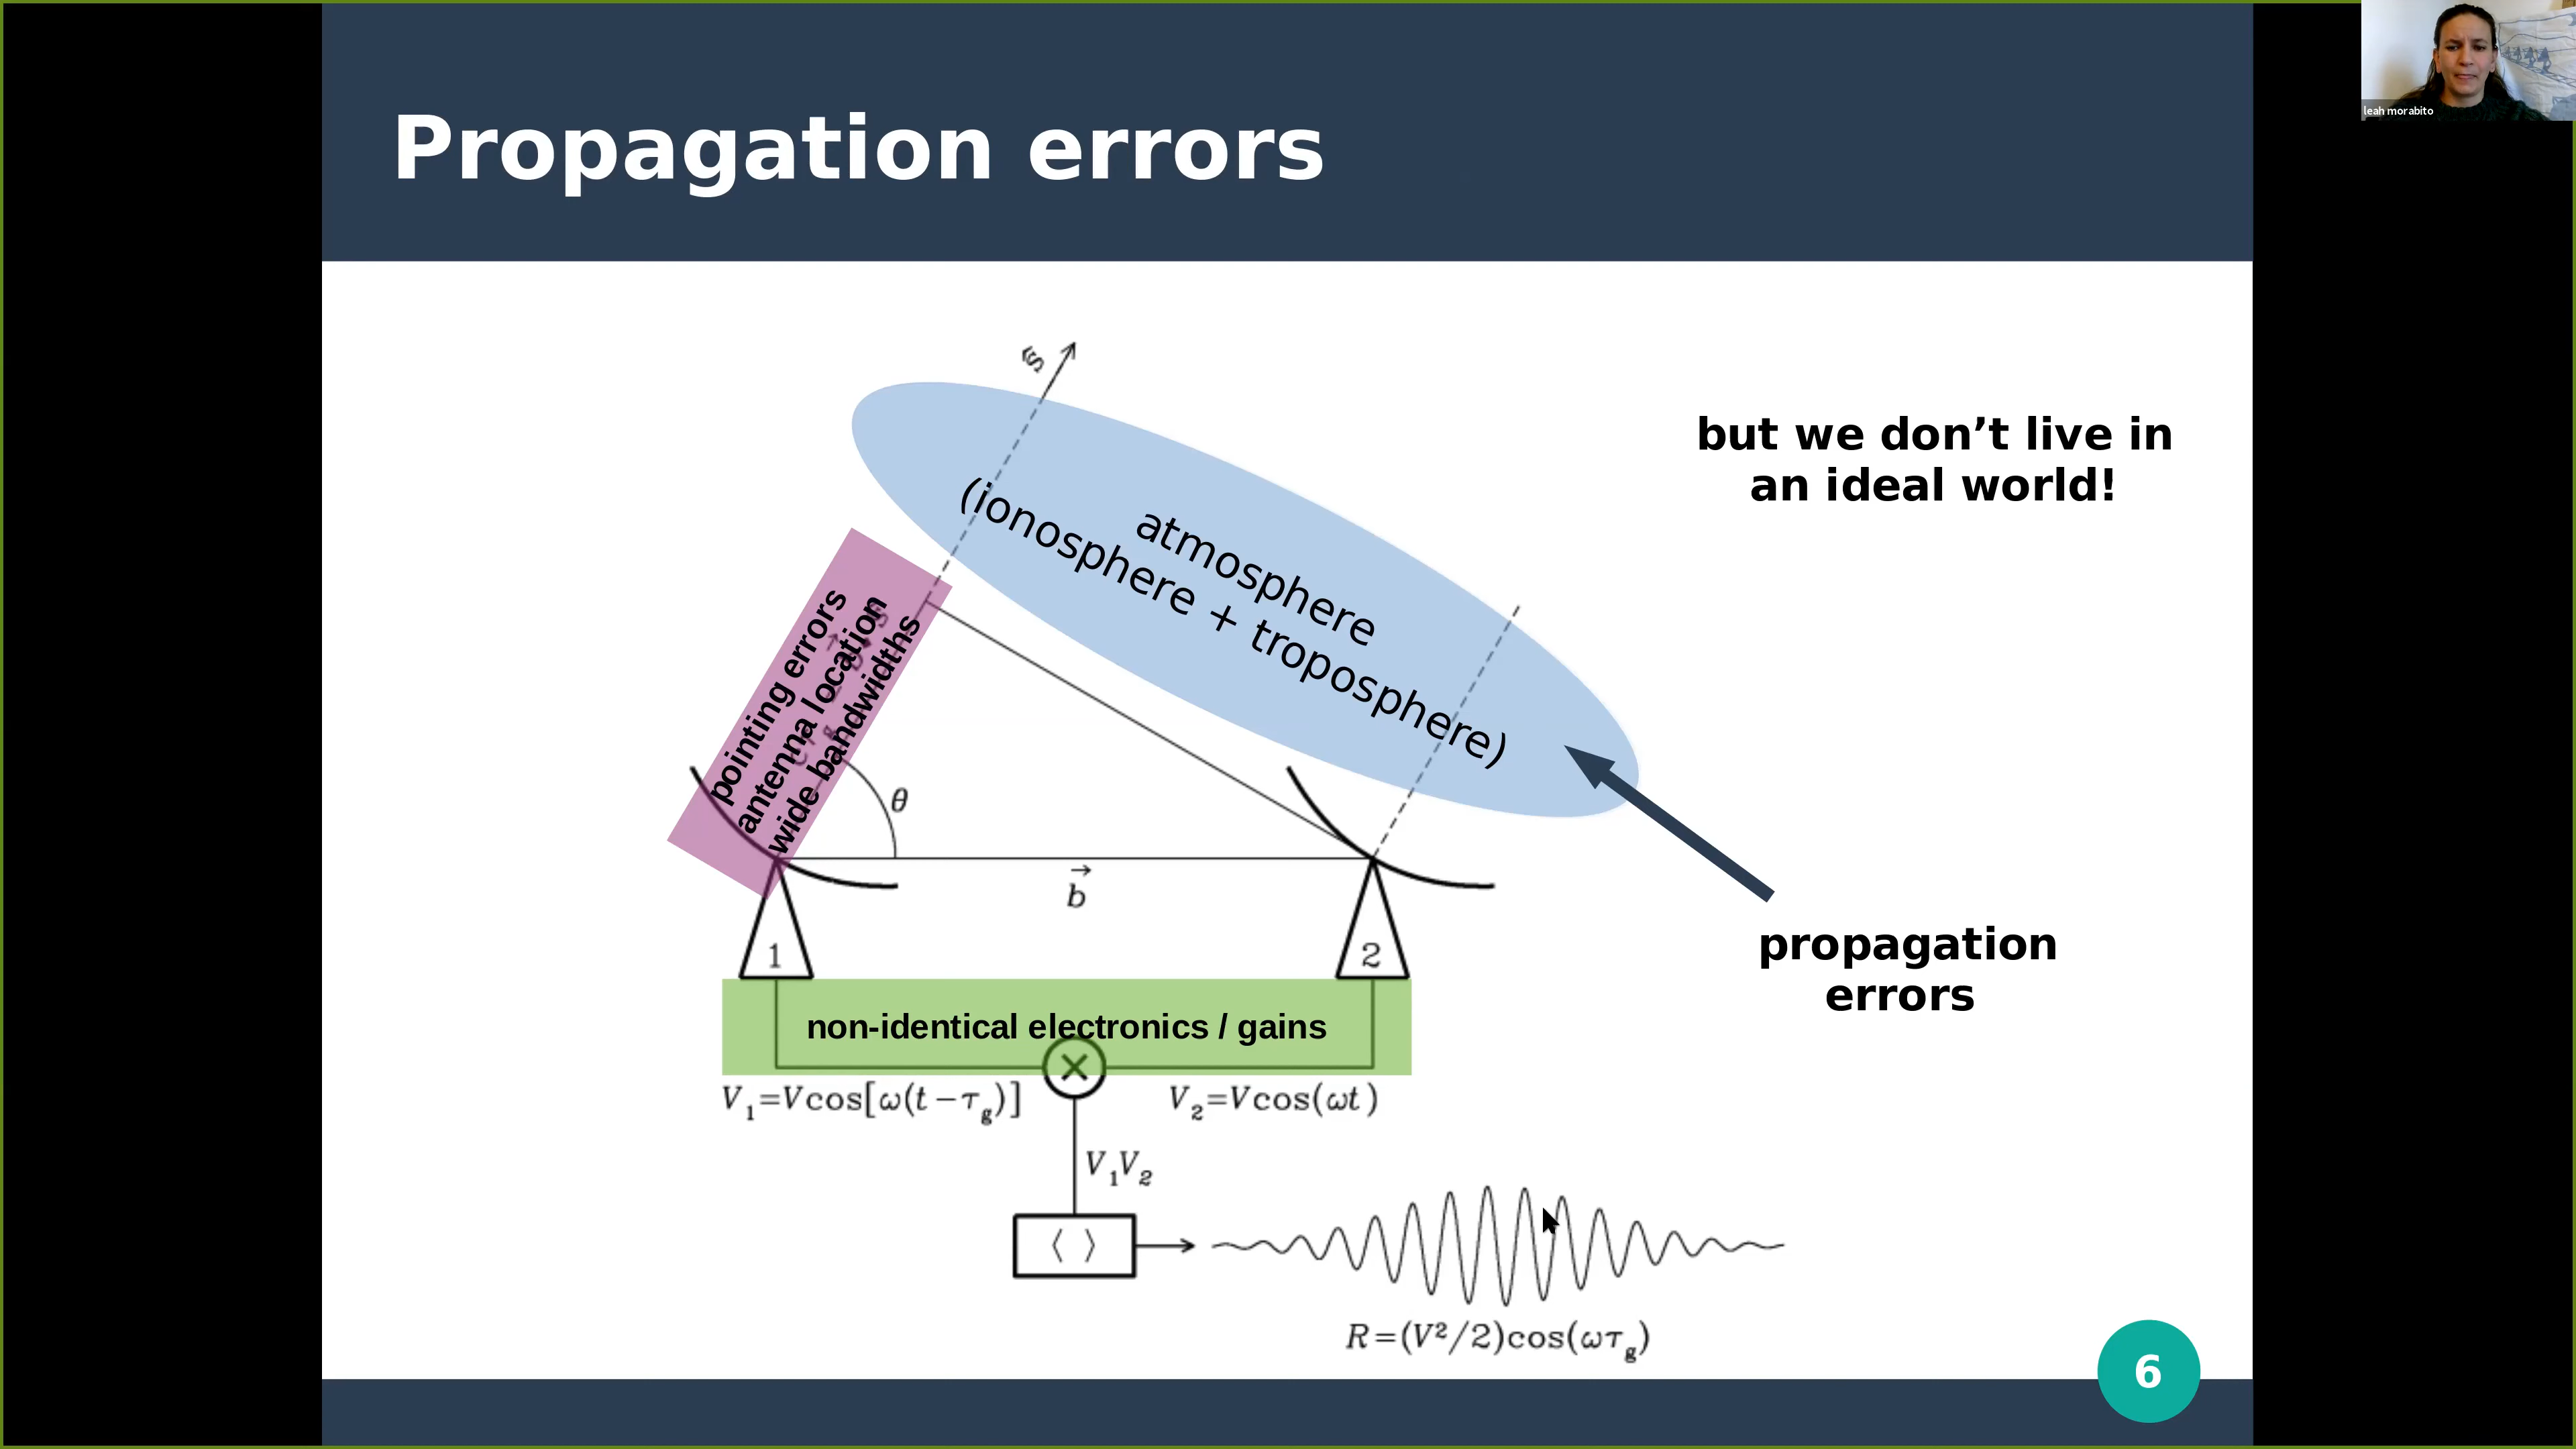 leah morabito
Propagation errors
ŝ
but we don’t live in
an ideal world!
atmosphere
(ionosphere + troposphere)
pointing errors
antenna location
wide bandwidths
θ
b⃗
1
2
propagation
errors
non-identical electronics / gains
V₁=Vcos[ω(t−τ_g)]
V₂=Vcos(ωt)
V₁V₂
⟨ ⟩
R=(V²/2)cos(ωτ_g)
6